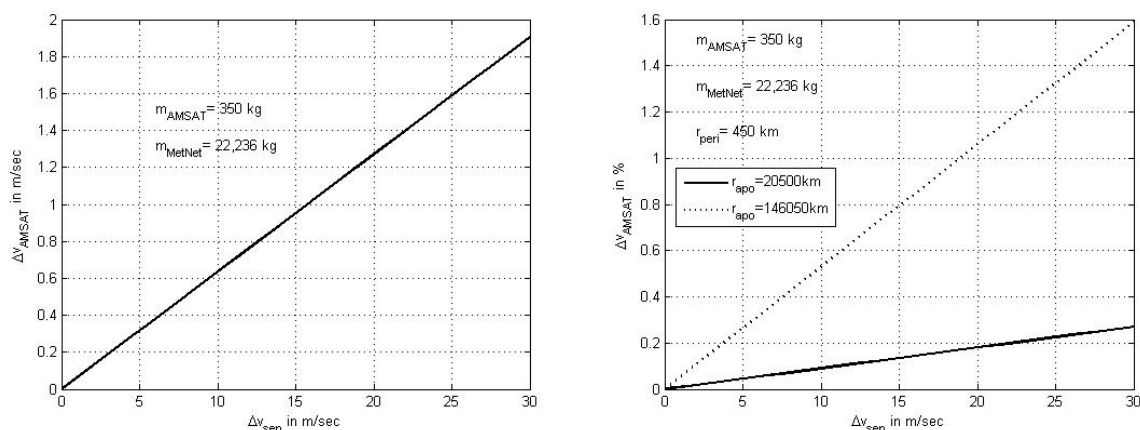 2
1.8
1.6
1.4
1.2
1
0.8
0.6
0.4
0.2
0
0 5 10 15 20 25 30
Δv_AMSAT in m/sec
m_AMSAT= 350 kg
m_MetNet= 22,236 kg
Δv_sep in m/sec
1.6
1.4
1.2
1
0.8
0.6
0.4
0.2
0
0 5 10 15 20 25 30
Δv_AMSAT in %
m_AMSAT= 350 kg
m_MetNet= 22,236 kg
r_peri= 450 km
r_apo=20500km
r_apo=146050km
Δv_sep in m/sec